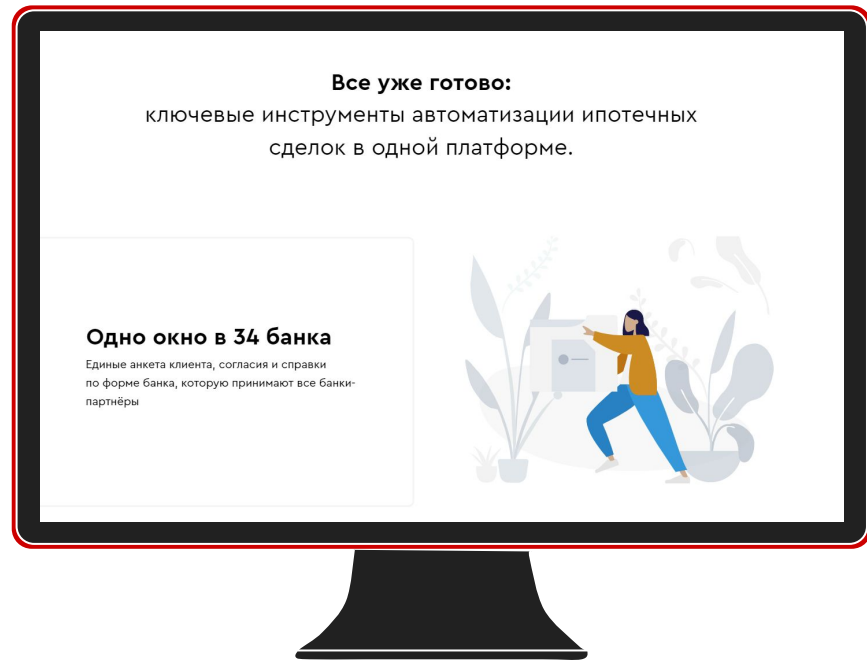 Все уже готово:
ключевые инструменты автоматизации ипотечных
сделок в одной платформе.
Одно окно в 34 банка
Единые анкета клиента, согласия и справки
по форме банка, которую принимают все банки-
партнёры